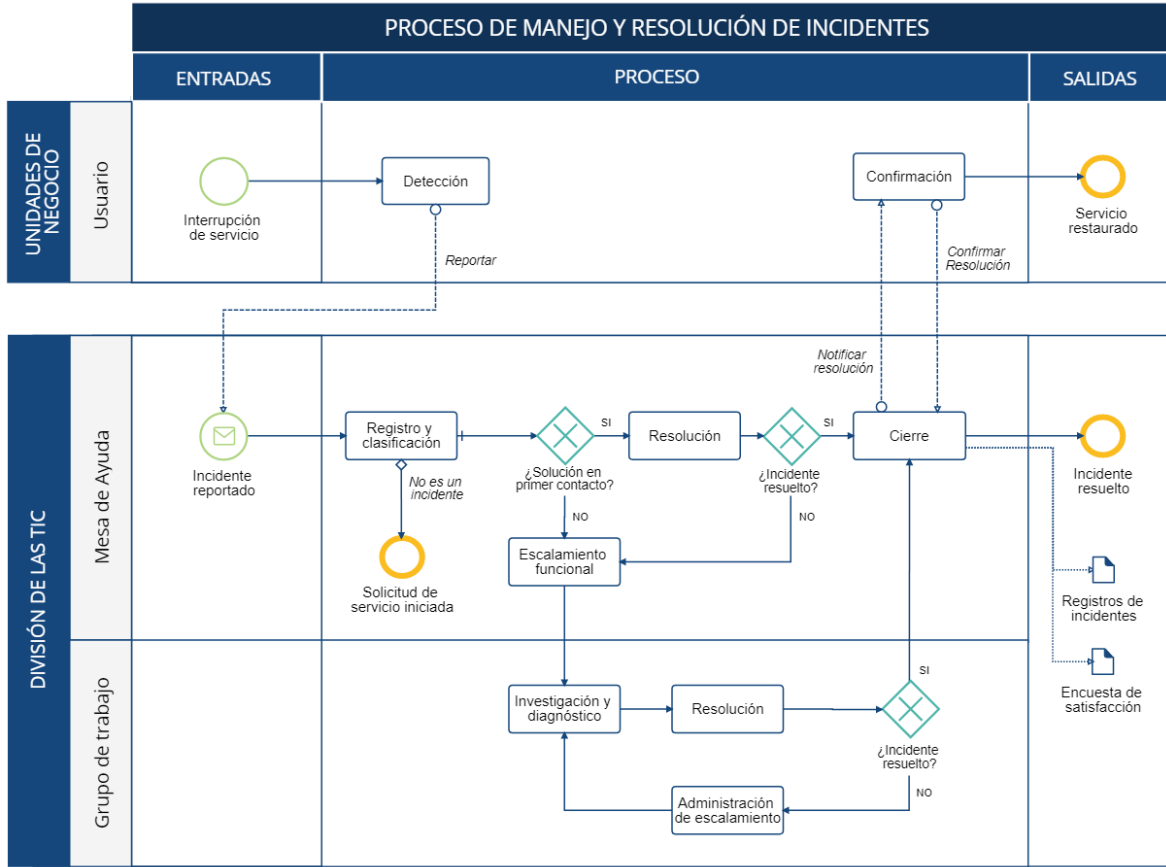 PROCESO DE MANEJO Y RESOLUCIÓN DE INCIDENTES
ENTRADAS
PROCESO
SALIDAS
UNIDADES DE
NEGOCIO
Usuario
Interrupción
de servicio
Detección
Reportar
Confirmación
Confirmar
Resolución
Servicio
restaurado
DIVISIÓN DE LAS TIC
Mesa de Ayuda
Incidente
reportado
Registro y
clasificación
No es un
incidente
Solicitud de
servicio iniciada
¿Solución en
primer contacto?
SI
NO
Escalamiento
funcional
Resolución
¿Incidente
resuelto?
SI
NO
Notificar
resolución
Cierre
Incidente
resuelto
Registros de
incidentes
Encuesta de
satisfacción
Grupo de trabajo
Investigación y
diagnóstico
Resolución
SI
¿Incidente
resuelto?
NO
Administración
de escalamiento